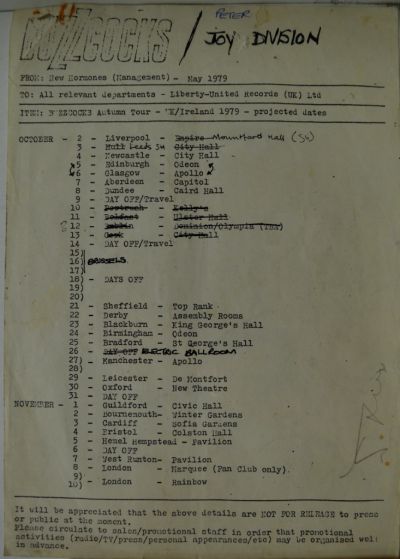 PETER
BUZZCOCKS / JOY DIVISION
FROM: New Hormones (Management) - May 1979
TO: All relevant departments - Liberty-United Records (UK) Ltd
ITEM: BUZZCOCKS Autumn Tour - UK/Ireland 1979 - projected dates
OCTOBER - 2 - Liverpool - Empire Mountford Hall (SU)
3 - Hull Leeds SU City Hall
4 - Newcastle - City Hall
5 - Edinburgh - Odeon
6 - Glasgow - Apollo
7 - Aberdeen - Capitol
8 - Dundee - Caird Hall
9 - DAY OFF/Travel
10 - Portrush - Kelly's
11 - Belfast - Ulster Hall
12 - Dublin - Dominion/Olympia (TBA)
13 - Cork - City Hall
14 - DAY OFF/Travel
15)
16) BRUSSELS
17)
18) - DAYS OFF
19)
20)
21 - Sheffield - Top Rank
22 - Derby - Assembly Rooms
23 - Blackburn - King George's Hall
24 - Birmingham - Odeon
25 - Bradford - St George's Hall
26 - DAY OFF ELECTRIC BALLROOM
27) - Manchester - Apollo
28)
29 - Leicester - De Montfort
30 - Oxford - New Theatre
31 - DAY OFF
NOVEMBER - 1 - Guildford - Civic Hall
2 - Bournemouth- Winter Gardens
3 - Cardiff - Sofia Gardens
4 - Bristol - Colston Hall
5 - Hemel Hempstead - Pavilion
6 - DAY OFF
7 - West Runton- Pavilion
8 - London - Marquee (Fan Club only).
9)
10) - London - Rainbow
It will be appreciated that the above details are NOT FOR RELEASE to press
or public at the moment.
Please circulate to sales/promotional staff in order that promotional
activities (radio/TV/press/personal appearances/etc) may be organised well
in advance.